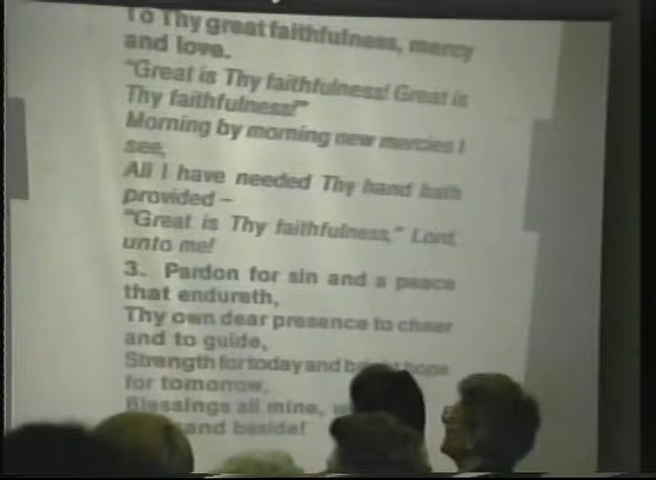 To Thy great faithfulness, mercy
and love.
"Great is Thy faithfulness! Great is
Thy faithfulness!"
Morning by morning new mercies I
see,
All I have needed Thy hand hath
provided –
"Great is Thy faithfulness," Lord,
unto me!
3. Pardon for sin and a peace
that endureth,
Thy own dear presence to cheer
and to guide,
Strength for today and bright hope
for tomorrow,
Blessings all mine,
and beside!